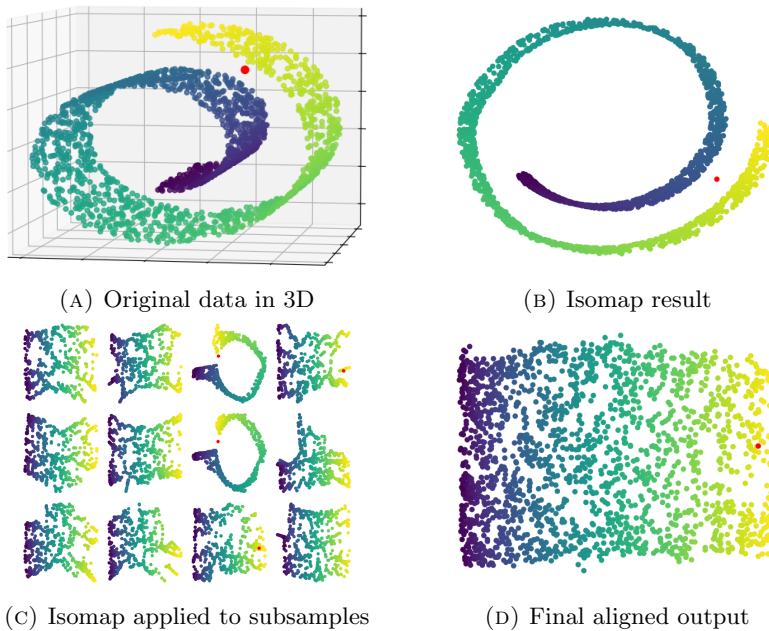 (A) Original data in 3D
(B) Isomap result
(C) Isomap applied to subsamples
(D) Final aligned output